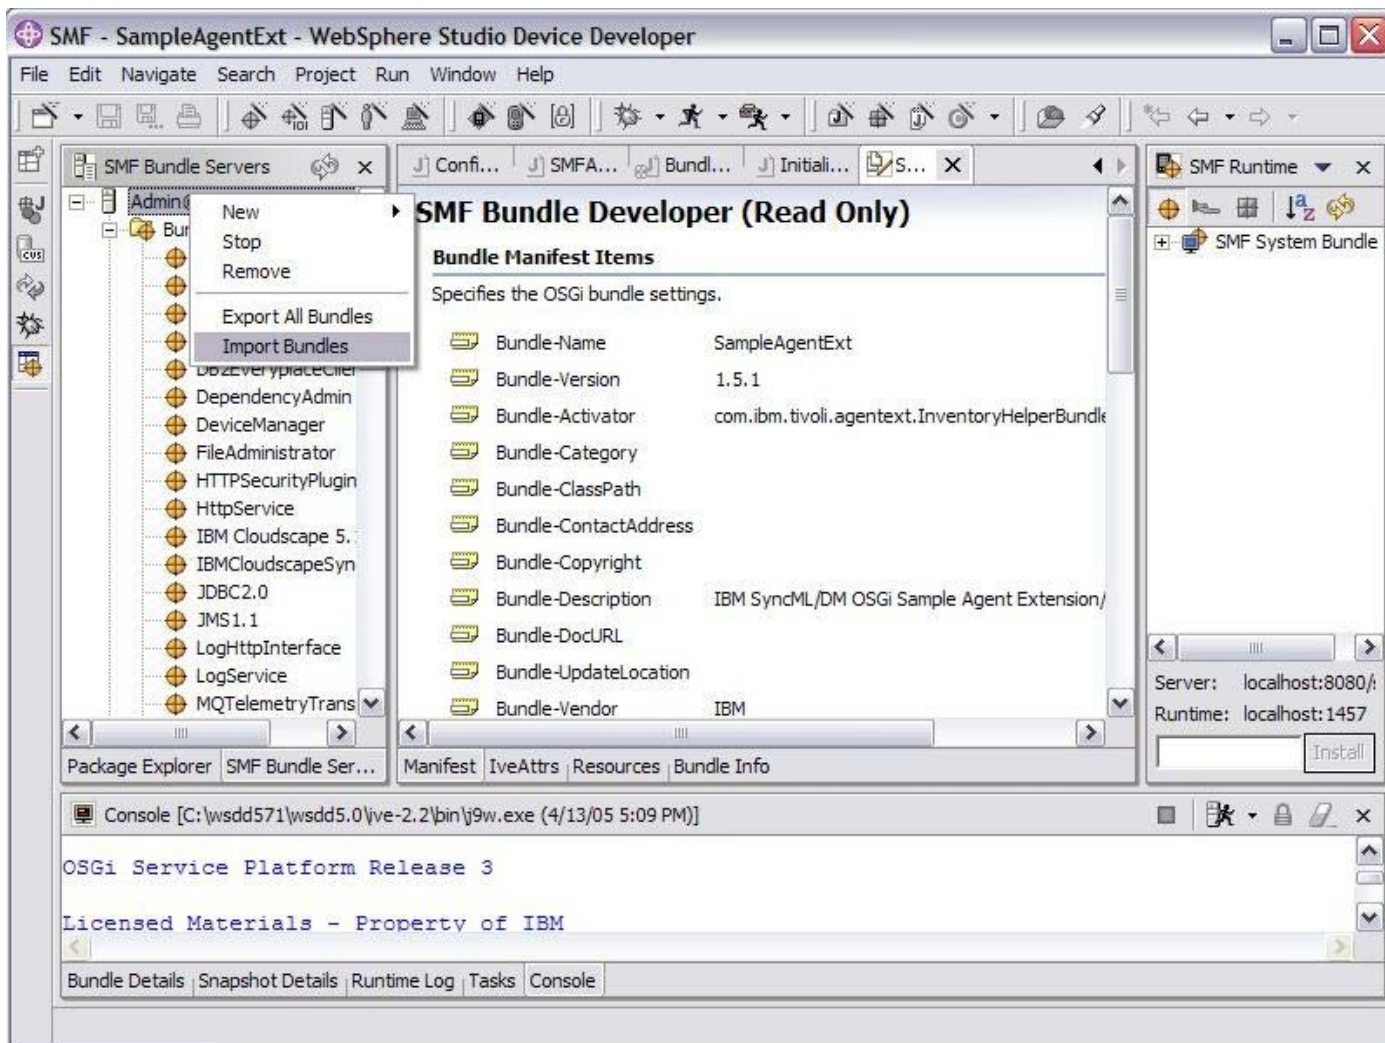 SMF - SampleAgentExt - WebSphere Studio Device Developer
File Edit Navigate Search Project Run Window Help
SMF Bundle Servers
Confi... SMFA... Bundl... Initiali... S...
SMF Runtime
Admin
Bur
New
Stop
Remove
Export All Bundles
Import Bundles
DB2EveryplaceClien
DependencyAdmin
DeviceManager
FileAdministrator
HTTPSecurityPlugin
HttpService
IBM Cloudscape 5.
IBMCloudscapeSyn
JDBC2.0
JMS1.1
LogHttpInterface
LogService
MQTelemetryTrans
Package Explorer SMF Bundle Ser...
SMF Bundle Developer (Read Only)
Bundle Manifest Items
Specifies the OSGi bundle settings.
Bundle-Name SampleAgentExt
Bundle-Version 1.5.1
Bundle-Activator com.ibm.tivoli.agentext.InventoryHelperBundle
Bundle-Category
Bundle-ClassPath
Bundle-ContactAddress
Bundle-Copyright
Bundle-Description IBM SyncML/DM OSGi Sample Agent Extension/
Bundle-DocURL
Bundle-UpdateLocation
Bundle-Vendor IBM
Manifest IveAttrs Resources Bundle Info
SMF System Bundle
Server: localhost:8080/
Runtime: localhost:1457
Install
Console [C:\wsdd571\wsdd5.0\ive-2.2\bin\j9w.exe (4/13/05 5:09 PM)]
OSGi Service Platform Release 3
Licensed Materials - Property of IBM
Bundle Details Snapshot Details Runtime Log Tasks Console